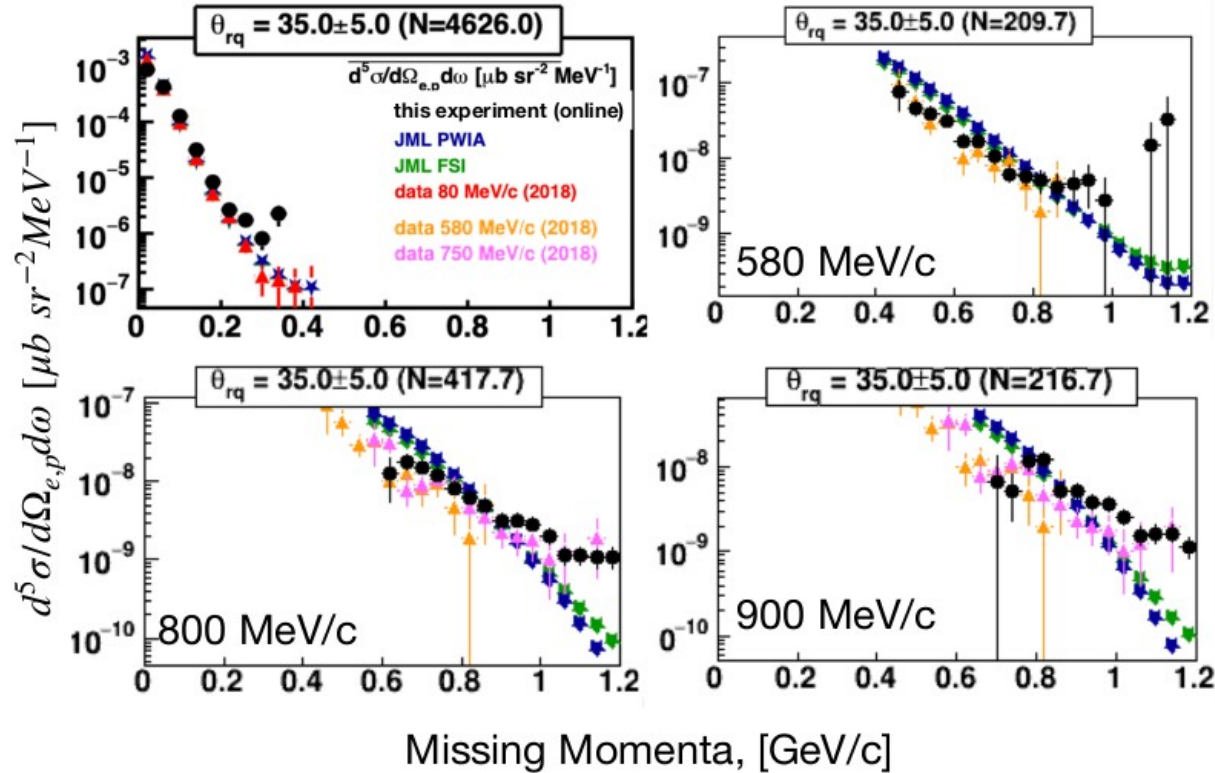 θrq = 35.0±5.0 (N=4626.0)
d⁵σ/dΩe,pdω [μb sr⁻² MeV⁻¹]
this experiment (online)
JML PWIA
JML FSI
data 80 MeV/c (2018)
data 580 MeV/c (2018)
data 750 MeV/c (2018)
10⁻³
10⁻⁴
10⁻⁵
10⁻⁶
10⁻⁷
0 0.2 0.4 0.6 0.8 1 1.2
θrq = 35.0±5.0 (N=209.7)
10⁻⁷
10⁻⁸
10⁻⁹
580 MeV/c
0 0.2 0.4 0.6 0.8 1 1.2
d⁵σ/dΩe,pdω [μb sr⁻²MeV⁻¹]
θrq = 35.0±5.0 (N=417.7)
10⁻⁷
10⁻⁸
10⁻⁹
10⁻¹⁰
800 MeV/c
0 0.2 0.4 0.6 0.8 1 1.2
θrq = 35.0±5.0 (N=216.7)
10⁻⁸
10⁻⁹
0⁻¹⁰
900 MeV/c
0 0.2 0.4 0.6 0.8 1 1.2
Missing Momenta, [GeV/c]